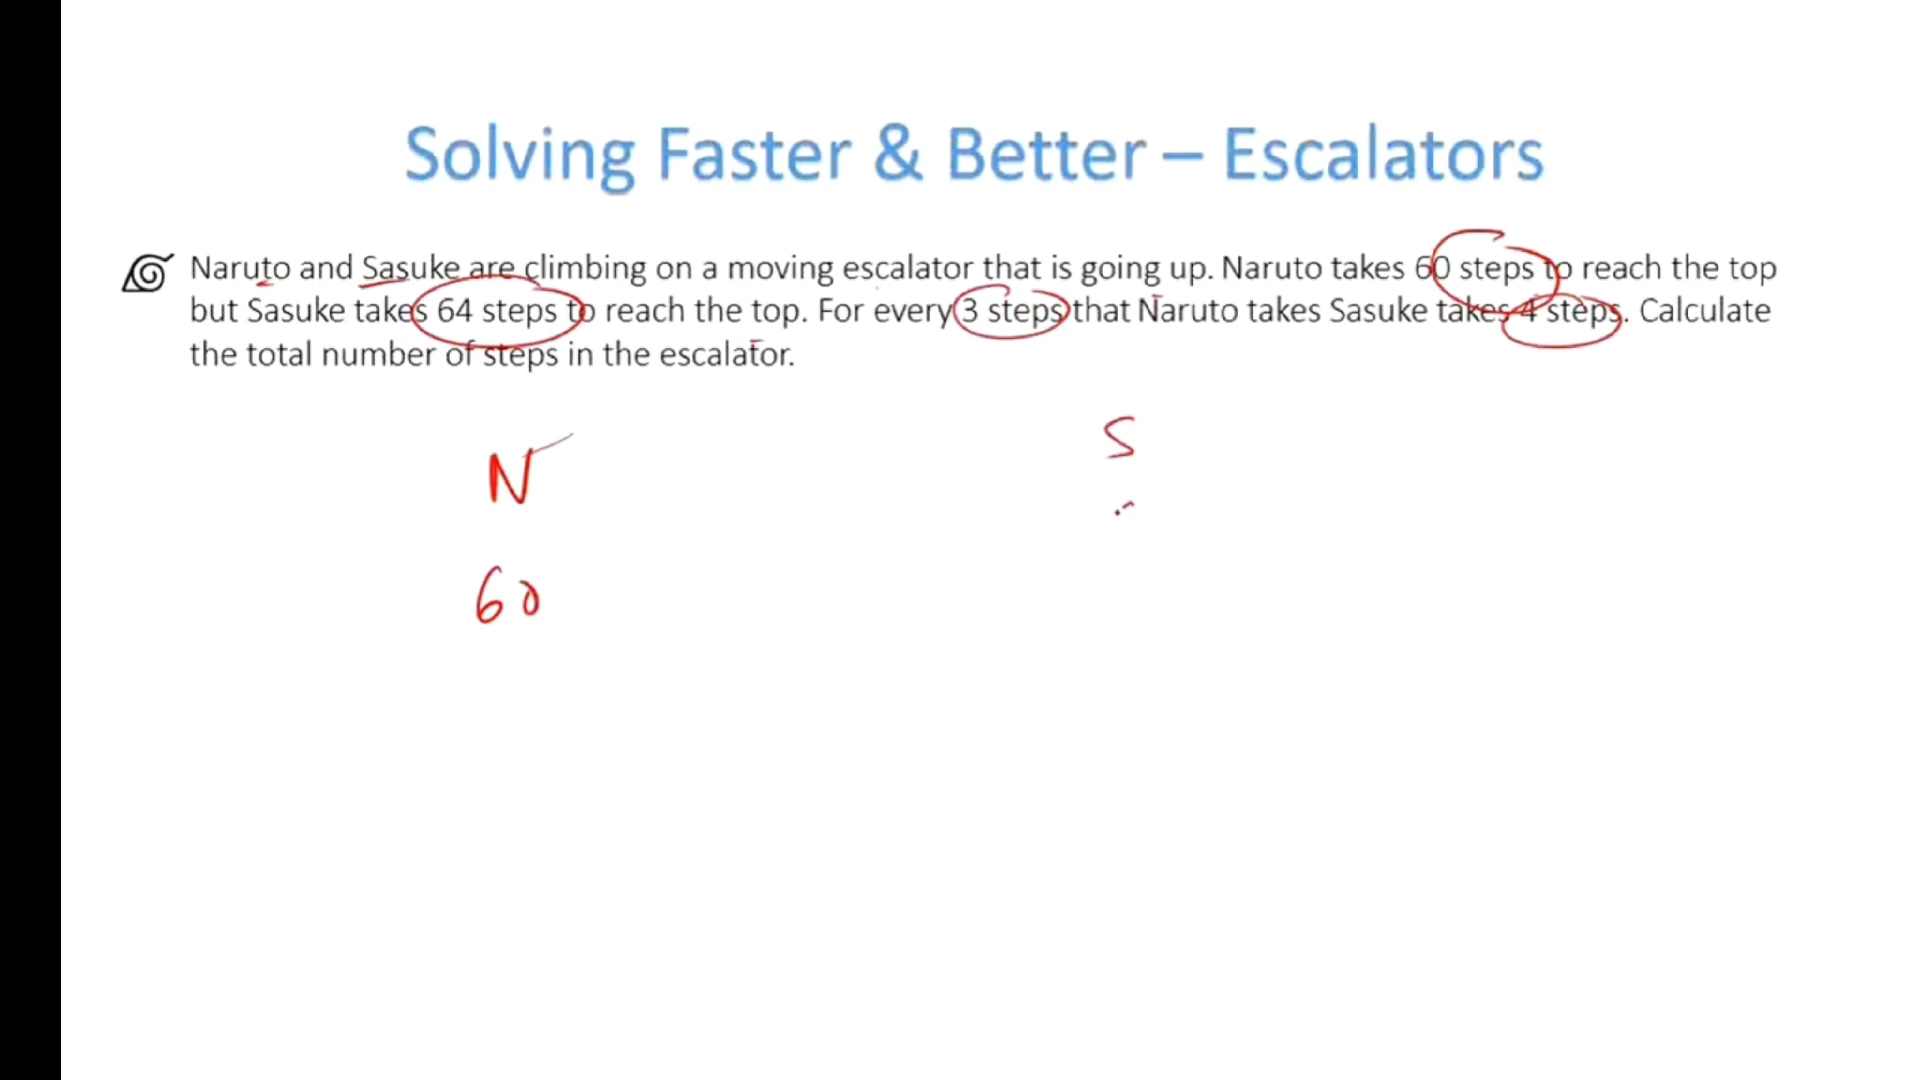 Solving Faster & Better – Escalators
Naruto and Sasuke are climbing on a moving escalator that is going up. Naruto takes 60 steps to reach the top
but Sasuke takes 64 steps to reach the top. For every 3 steps that Naruto takes Sasuke takes 4 steps. Calculate
the total number of steps in the escalator.
N
S
60